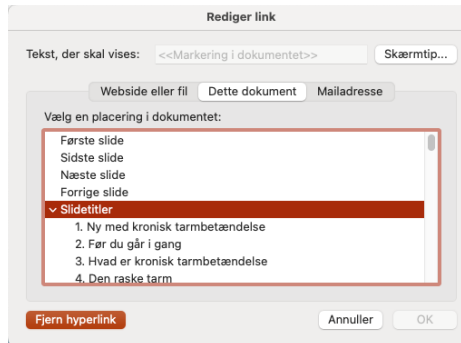 Rediger link
Tekst, der skal vises: <<Markering i dokumentet>> Skærmtip...
Webside eller fil Dette dokument Mailadresse
Vælg en placering i dokumentet:
Første slide
Sidste slide
Næste slide
Forrige slide
Slidetitler
1. Ny med kronisk tarmbetændelse
2. Før du går i gang
3. Hvad er kronisk tarmbetændelse
4. Den raske tarm
Fjern hyperlink Annuller OK